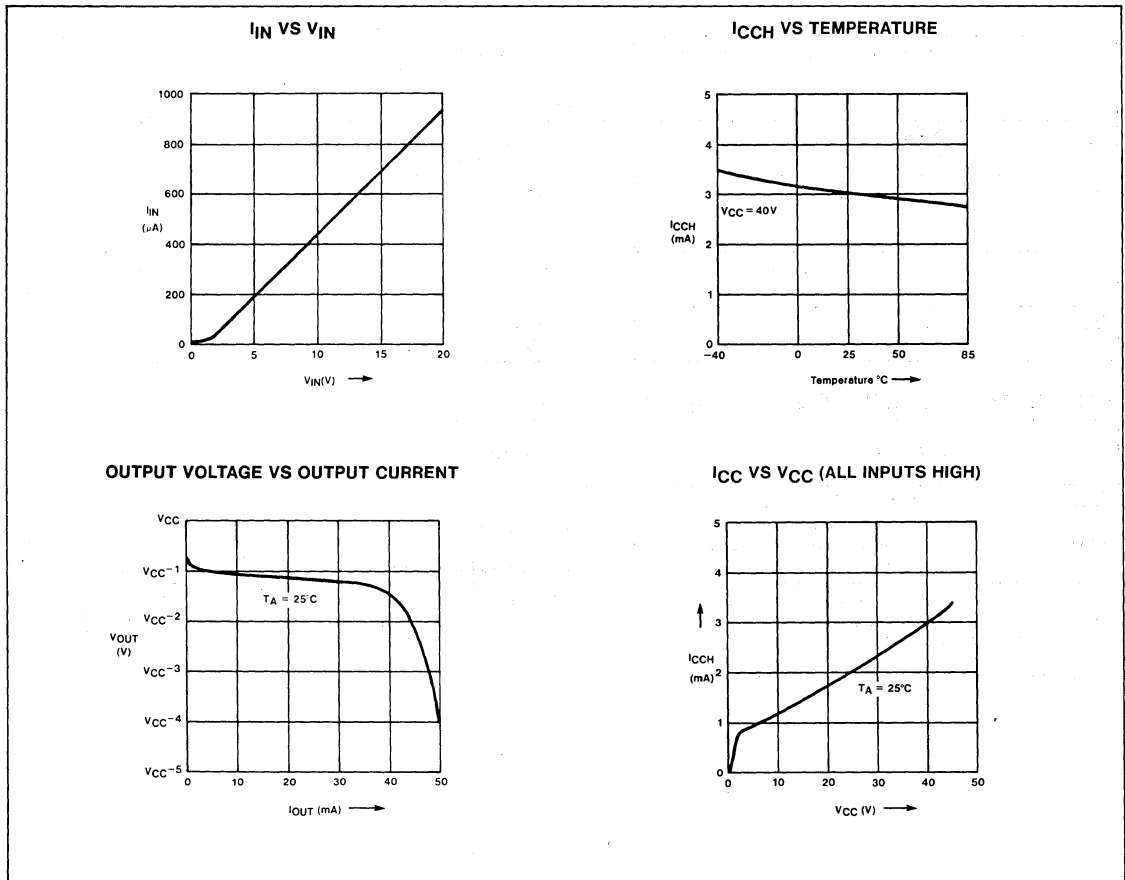 IIN VS VIN
1000
800
600
IIN
(μA)
400
200
0
0 5 10 15 20
VIN(V)
ICCH VS TEMPERATURE
5
4
3
VCC = 40V
ICCH
(mA)
2
1
0
−40 0 25 50 85
Temperature °C
OUTPUT VOLTAGE VS OUTPUT CURRENT
VCC
VCC−1
TA = 25°C
VCC−2
VOUT
(V)
VCC−3
VCC−4
VCC−5
0 10 20 30 40 50
IOUT (mA)
ICC VS VCC (ALL INPUTS HIGH)
5
4
3
ICCH
(mA)
2
TA = 25°C
1
0
0 10 20 30 40 50
VCC (V)